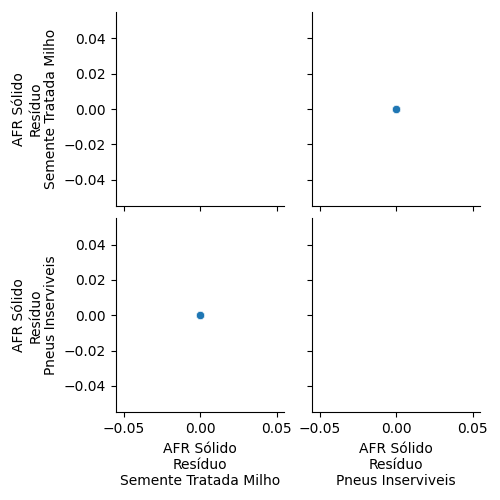 AFR Sólido
Resíduo
Semente Tratada Milho
0.04
0.02
0.00
−0.02
−0.04
AFR Sólido
Resíduo
Pneus Inserviveis
0.04
0.02
0.00
−0.02
−0.04
−0.05 0.00 0.05
−0.05 0.00 0.05
AFR Sólido
Resíduo
Semente Tratada Milho
AFR Sólido
Resíduo
Pneus Inserviveis